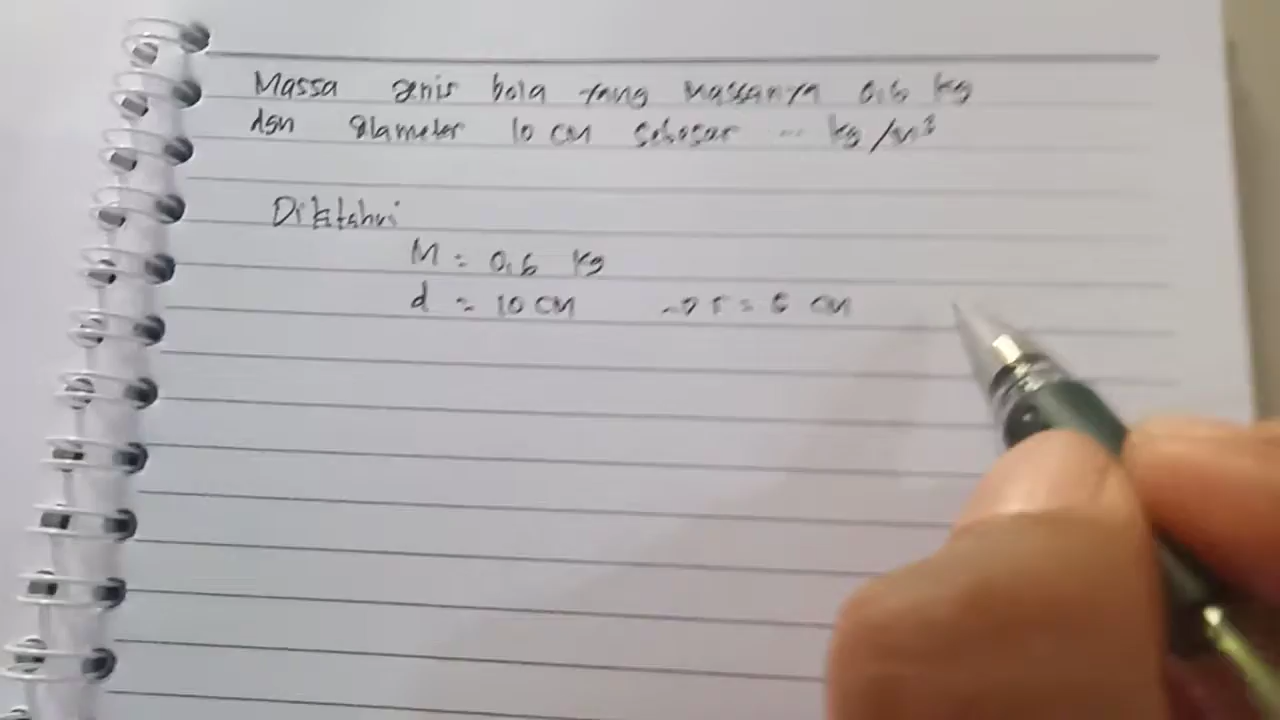 Massa jenis bola yang massanya 0,6 kg
dan diameter 10 cm sebesar ... kg/m³
Diketahui
M = 0,6 kg
d = 10 cm → r = 5 cm